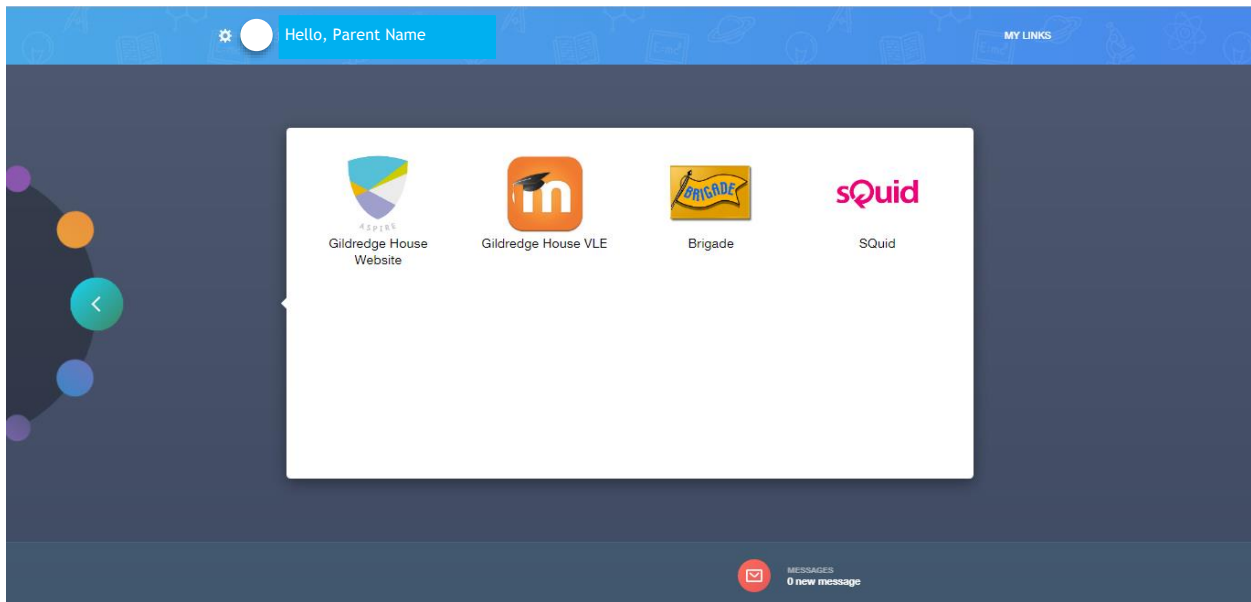 Hello, Parent Name
MY LINKS
ASPIRE
BRIGADE
sQuid
Gildredge House
Website
Gildredge House VLE
Brigade
SQuid
MESSAGES
0 new message